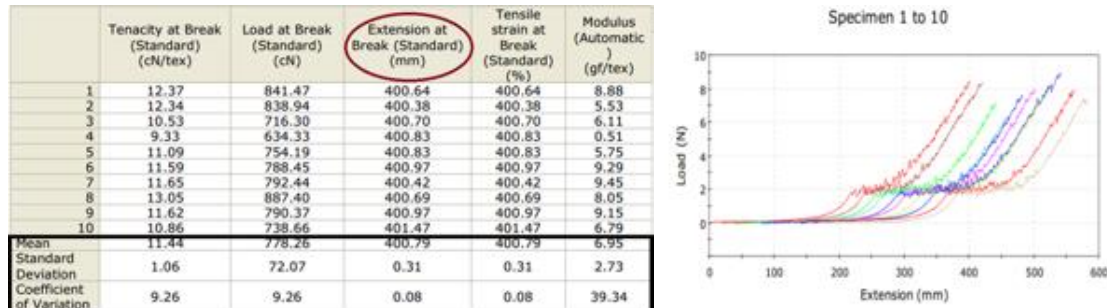 Tenacity at Break (Standard) (cN/tex) Load at Break (Standard) (cN) Extension at Break (Standard) (mm) Tensile strain at Break (Standard) (%) Modulus (Automatic ) (gf/tex)
1 12.37 841.47 400.64 400.64 8.88
2 12.34 838.94 400.38 400.38 5.53
3 10.53 716.30 400.70 400.70 6.11
4 9.33 634.33 400.83 400.83 0.51
5 11.09 754.19 400.83 400.83 5.75
6 11.59 788.45 400.97 400.97 9.29
7 11.65 792.44 400.42 400.42 9.45
8 13.05 887.40 400.69 400.69 8.05
9 11.62 790.37 400.97 400.97 9.15
10 10.86 738.66 401.47 401.47 6.79
Mean 11.44 778.26 400.79 400.79 6.95
Standard Deviation 1.06 72.07 0.31 0.31 2.73
Coefficient of Variation 9.26 9.26 0.08 0.08 39.34
Specimen 1 to 10
Load (N)
10
8
6
4
2
0
0 100 200 300 400 500 600
Extension (mm)